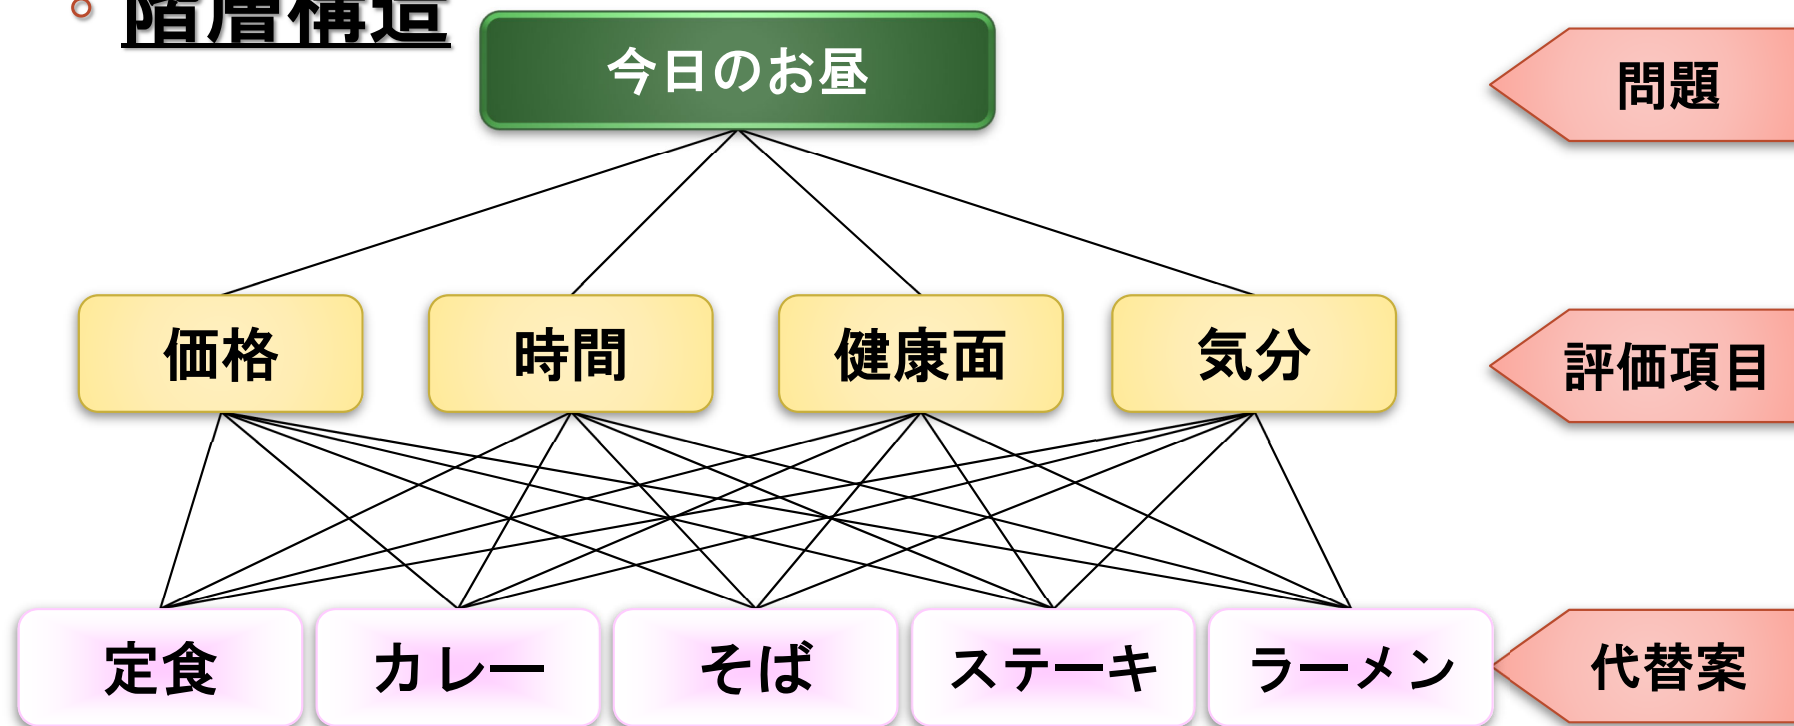 階層構造
今日のお昼
問題
価格
時間
健康面
気分
評価項目
定食
カレー
そば
ステーキ
ラーメン
代替案